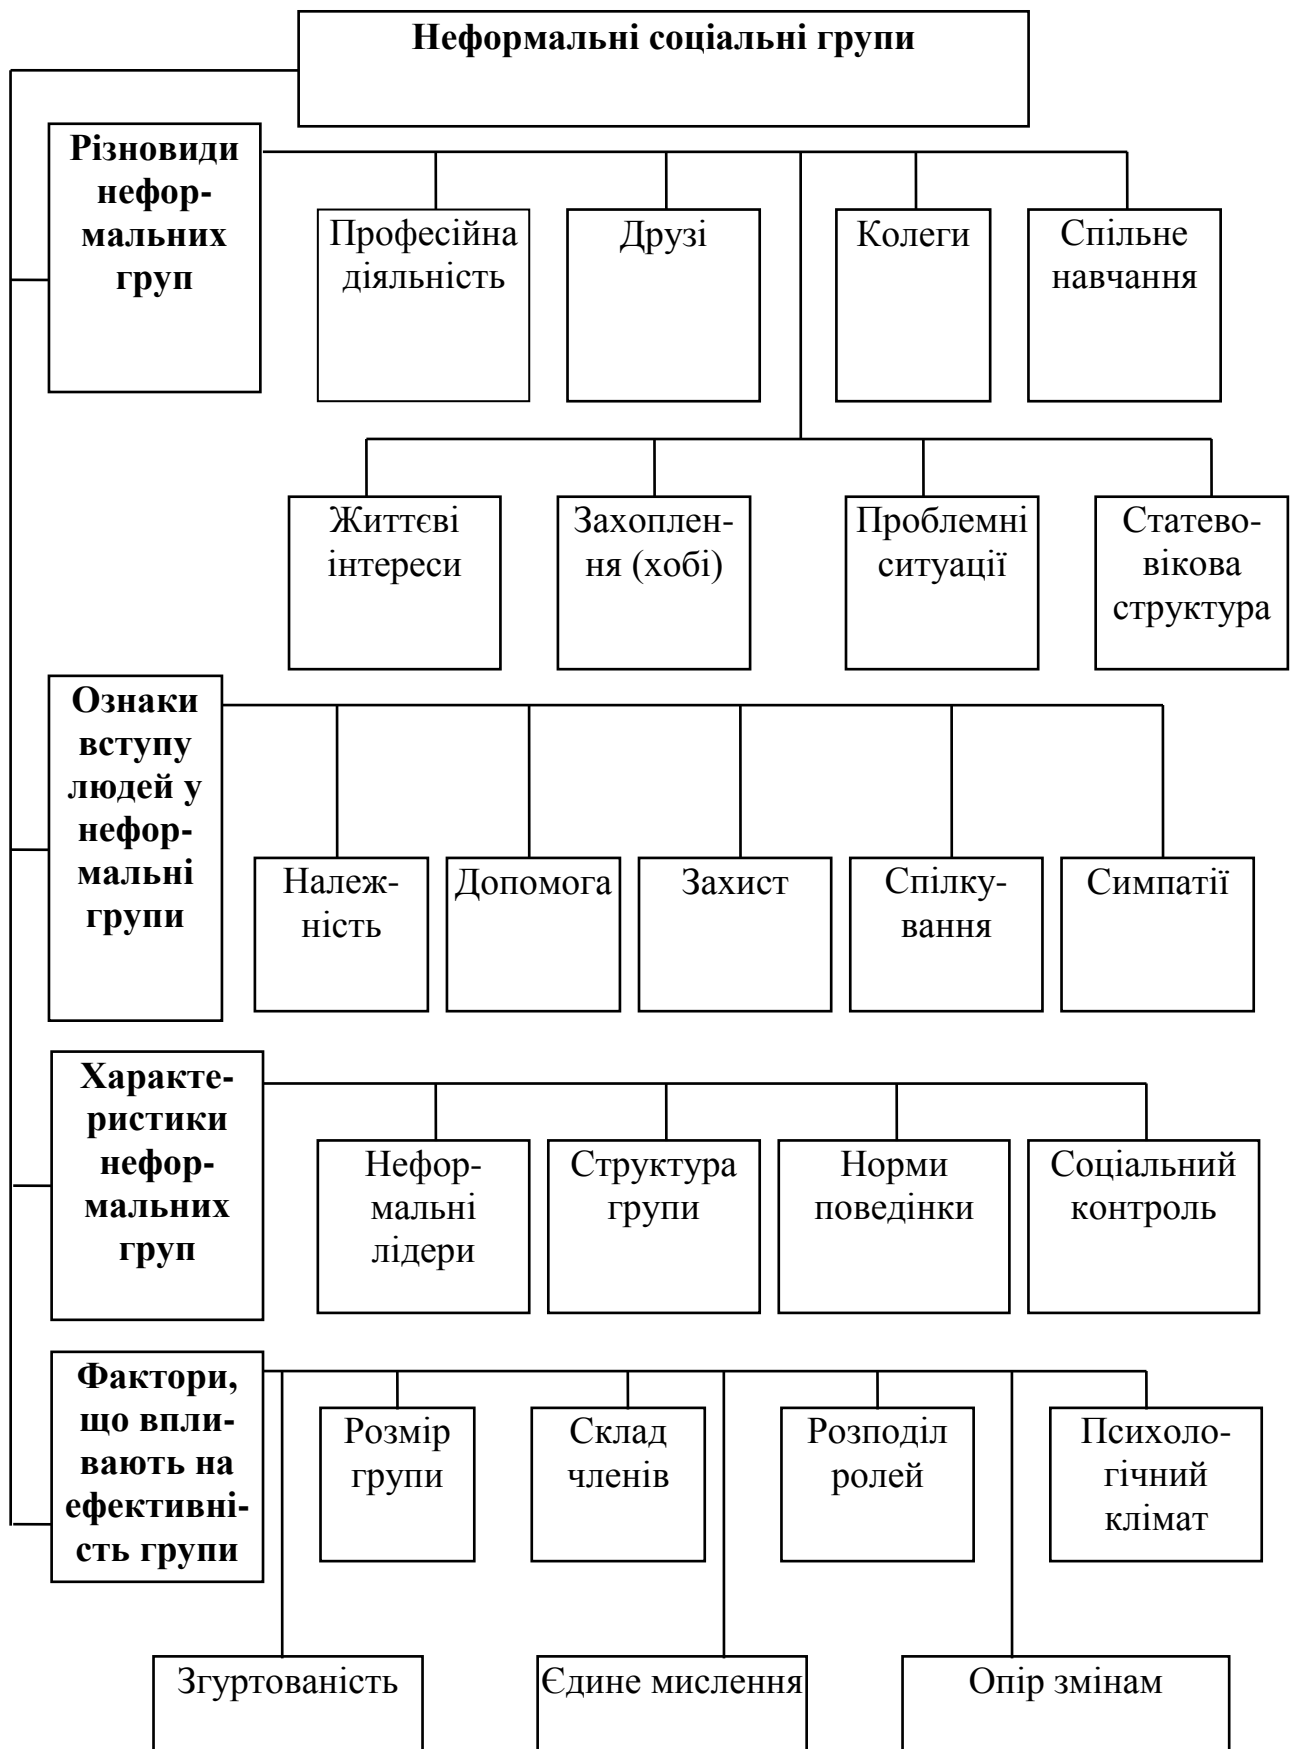 Неформальні соціальні групи
Різновиди
нефор-
мальних
груп
Професійна
діяльність
Друзі
Колеги
Спільне
навчання
Життєві
інтереси
Захоплен-
ня (хобі)
Проблемні
ситуації
Статево-
вікова
структура
Ознаки
вступу
людей у
нефор-
мальні
групи
Належ-
ність
Допомога
Захист
Спілку-
вання
Симпатії
Характе-
ристики
нефор-
мальних
груп
Нефор-
мальні
лідери
Структура
групи
Норми
поведінки
Соціальний
контроль
Фактори,
що впли-
вають на
ефективні-
сть групи
Розмір
групи
Склад
членів
Розподіл
ролей
Психоло-
гічний
клімат
Згуртованість
Єдине мислення
Опір змінам